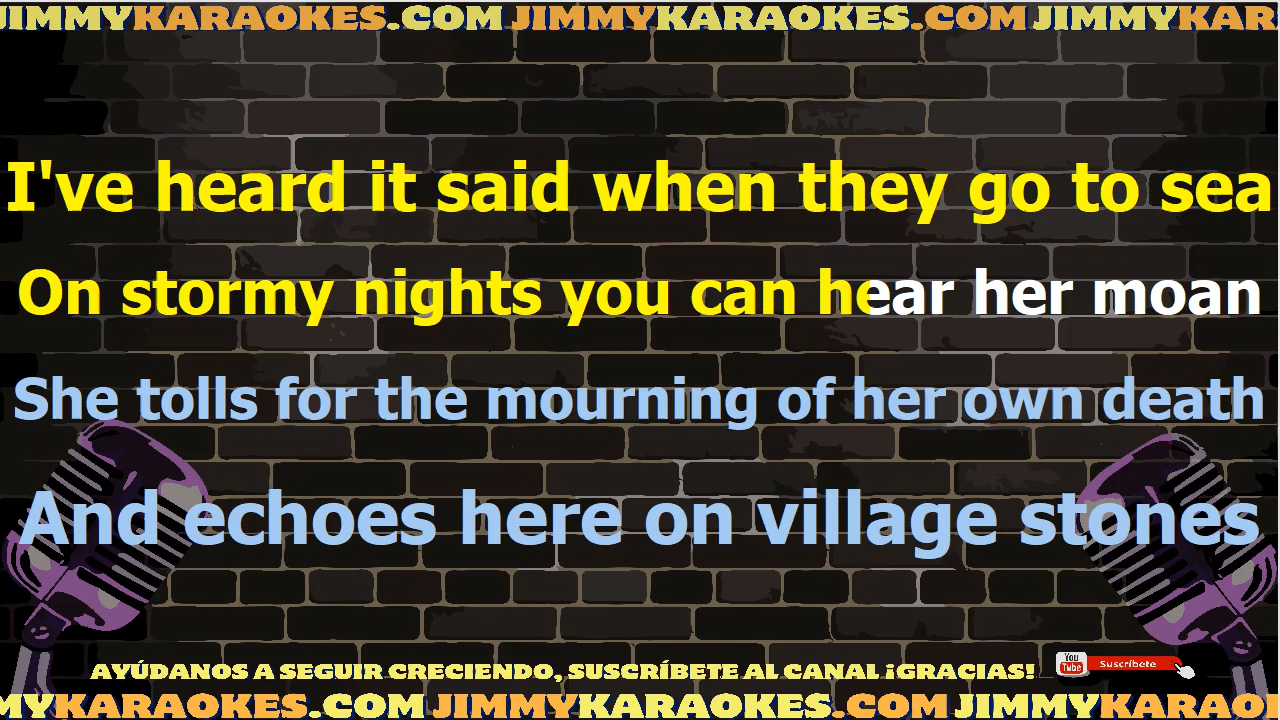 JIMMYKARAOKES.COM JIMMYKARAOKES.COM JIMMYKAR
I've heard it said when they go to sea
On stormy nights you can hear her moan
She tolls for the mourning of her own death
And echoes here on village stones
AYÚDANOS A SEGUIR CRECIENDO, SUSCRÍBETE AL CANAL ¡GRACIAS!
You Tube Suscríbete
MYKARAOKES.COM JIMMYKARAOKES.COM JIMMYKARAO